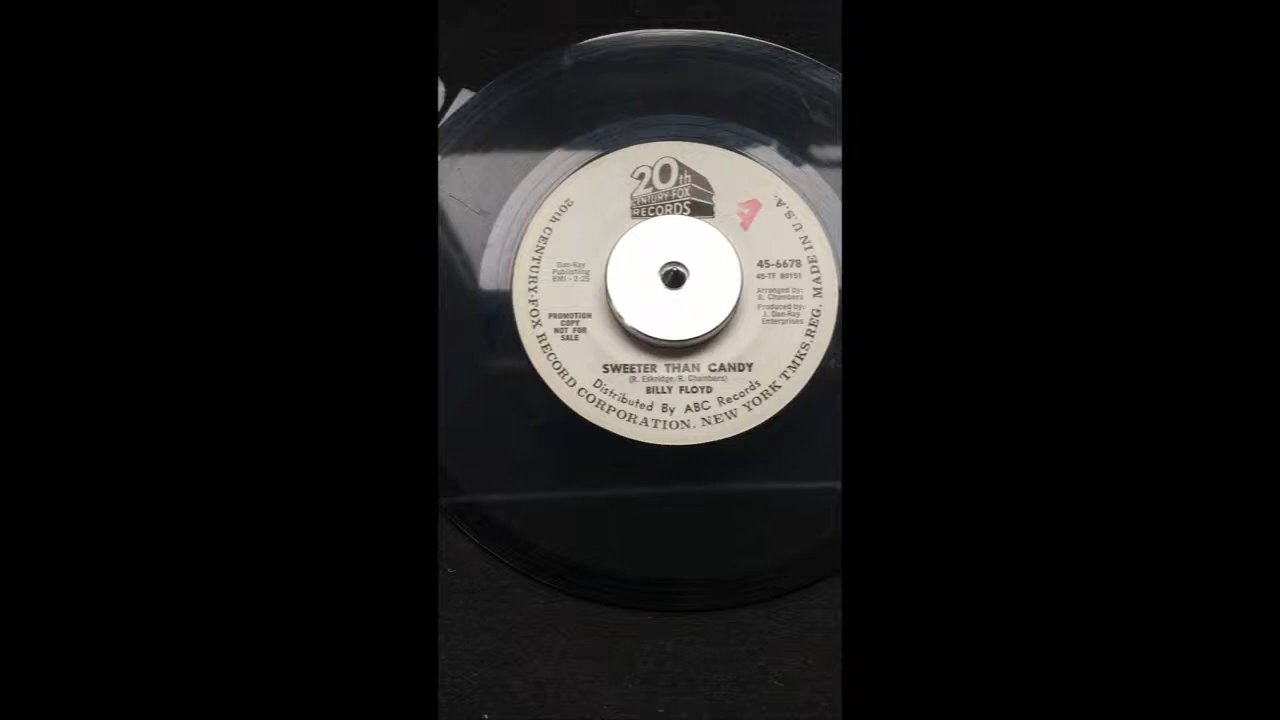 20th
CENTURY-FOX
RECORDS
A
45-6678
45-TF 80151
Arranged by:
R. Chambers
Produced by:
J. Dan-Ray
Enterprises
Dan-Ray
Publishing
BMI - 2:25
PROMOTION
COPY
NOT FOR
SALE
SWEETER THAN CANDY
(R. Eskridge/R. Chambers)
BILLY FLOYD
Distributed By ABC Records
20th CENTURY-FOX RECORD CORPORATION. NEW YORK TMKS. REG. MADE IN U.S.A.